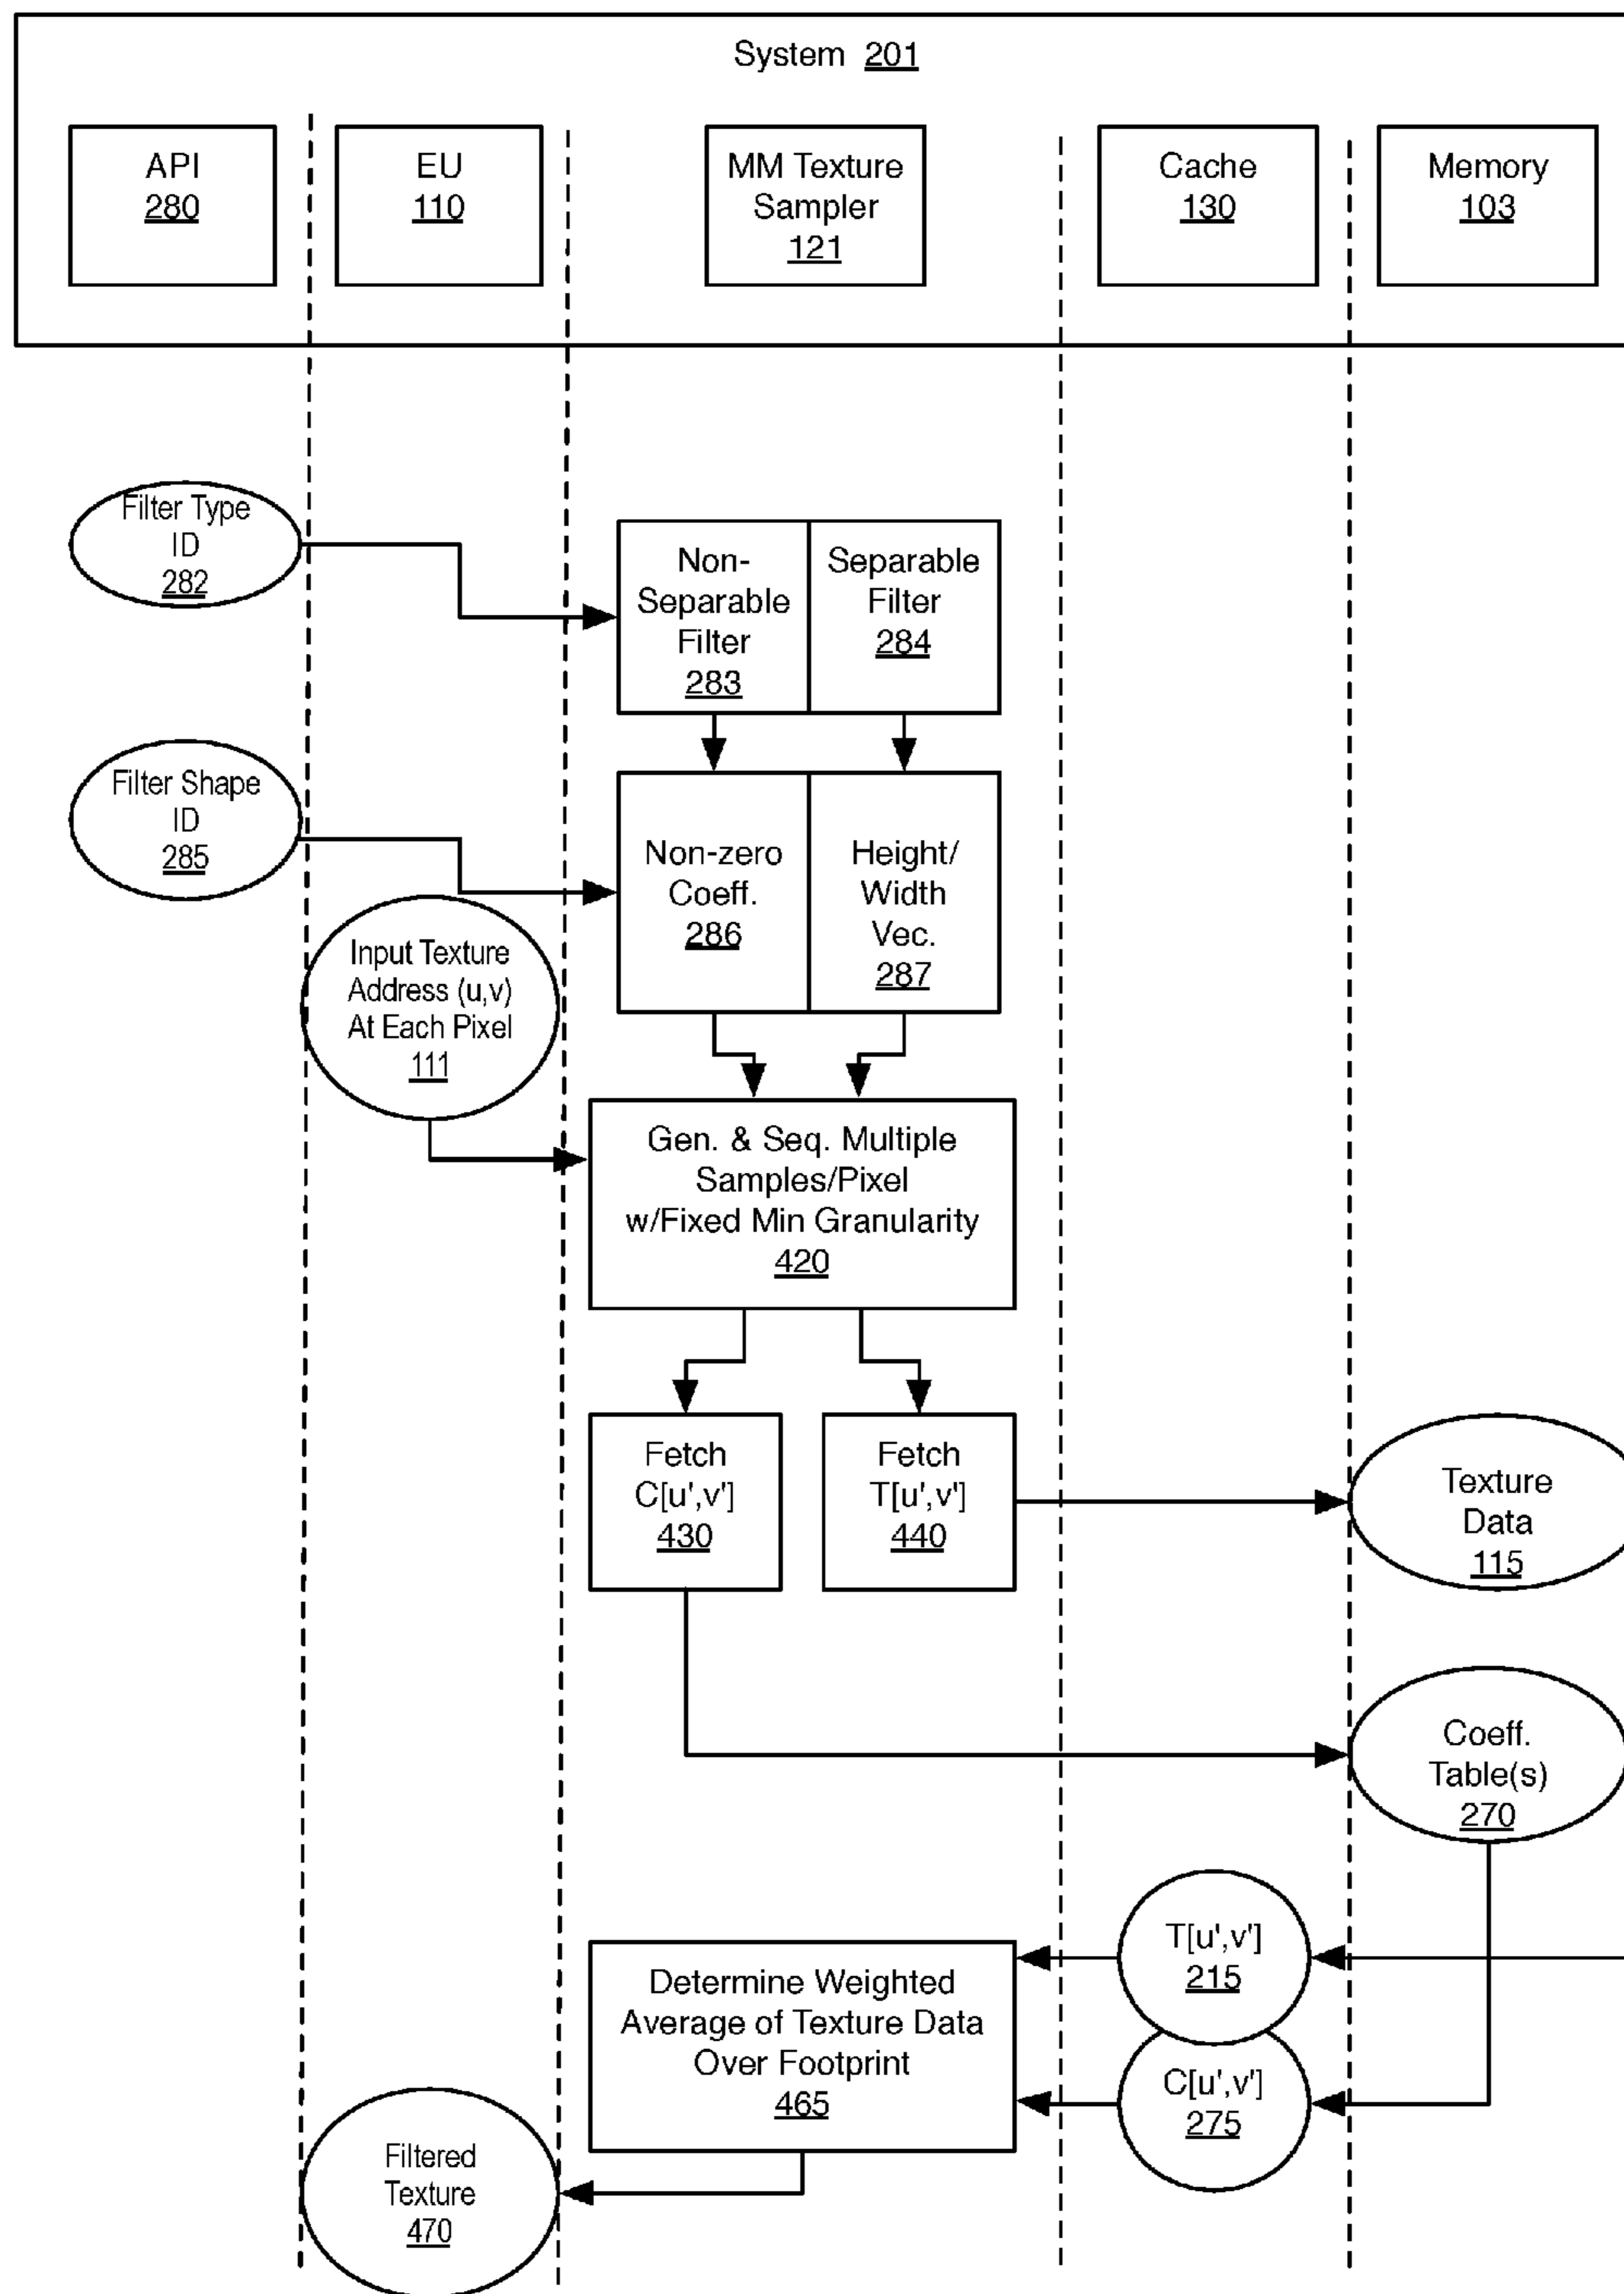 System 201
API
280
EU
110
MM Texture
Sampler
121
Cache
130
Memory
103
Filter Type
ID
282
Non-
Separable
Filter
283
Separable
Filter
284
Filter Shape
ID
285
Non-zero
Coeff.
286
Height/
Width
Vec.
287
Input Texture
Address (u,v)
At Each Pixel
111
Gen. & Seq. Multiple
Samples/Pixel
w/Fixed Min Granularity
420
Fetch
C[u',v']
430
Fetch
T[u',v']
440
Texture
Data
115
Coeff.
Table(s)
270
T[u',v']
215
Determine Weighted
Average of Texture Data
Over Footprint
465
C[u',v']
275
Filtered
Texture
470